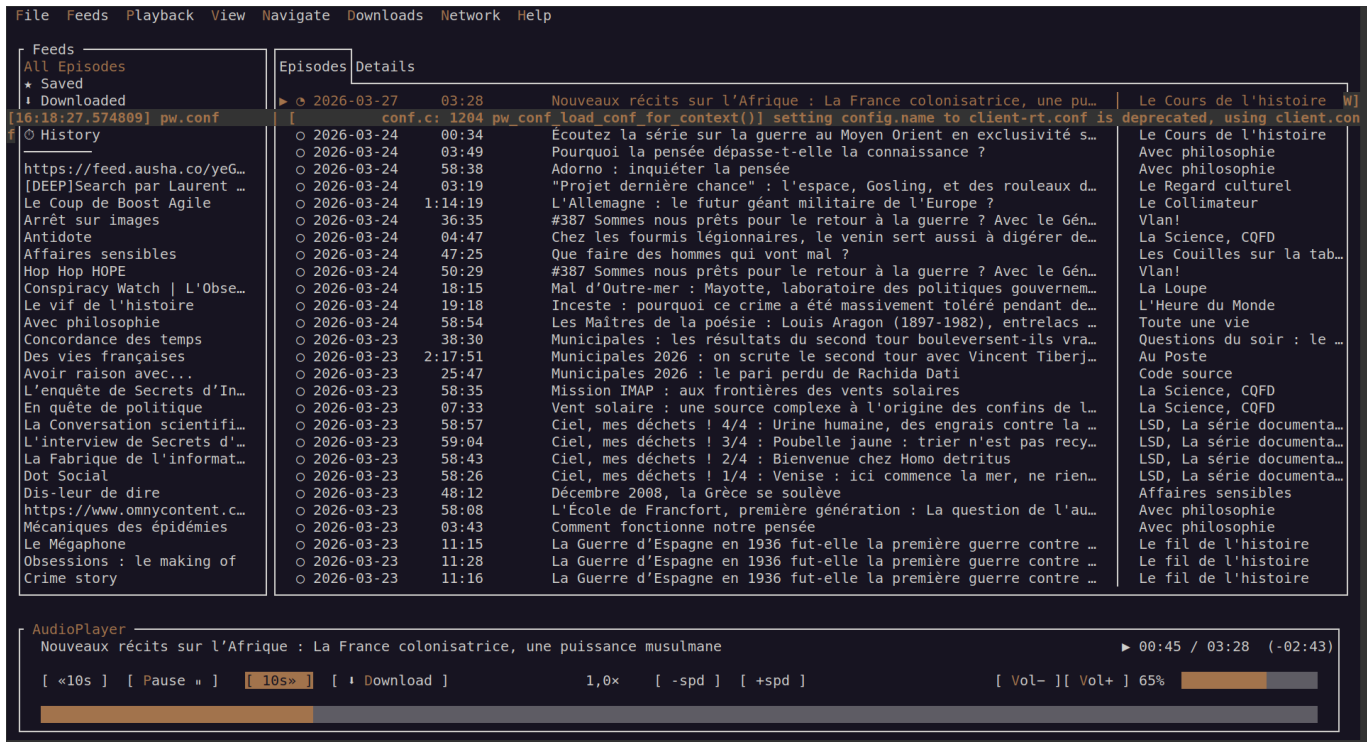 File  Feeds  Playback  View  Navigate  Downloads  Network  Help
Feeds
All Episodes
★ Saved
⬇ Downloaded
Episodes Details
▶ ◔ 2026-03-27 03:28 Nouveaux récits sur l’Afrique : La France colonisatrice, une pu… Le Cours de l'histoire W]
[16:18:27.574809] pw.conf | [ conf.c: 1204 pw_conf_load_conf_for_context()] setting config.name to client-rt.conf is deprecated, using client.con
f
⏱ History
https://feed.ausha.co/yeG…
[DEEP]Search par Laurent …
Le Coup de Boost Agile
Arrêt sur images
Antidote
Affaires sensibles
Hop Hop HOPE
Conspiracy Watch | L'Obse…
Le vif de l'histoire
Avec philosophie
Concordance des temps
Des vies françaises
Avoir raison avec...
L’enquête de Secrets d’In…
En quête de politique
La Conversation scientifi…
L'interview de Secrets d'…
La Fabrique de l'informat…
Dot Social
Dis-leur de dire
https://www.omnycontent.c…
Mécaniques des épidémies
Le Mégaphone
Obsessions : le making of
Crime story
○ 2026-03-24 00:34 Écoutez la série sur la guerre au Moyen Orient en exclusivité s… Le Cours de l'histoire
○ 2026-03-24 03:49 Pourquoi la pensée dépasse-t-elle la connaissance ? Avec philosophie
○ 2026-03-24 58:38 Adorno : inquiéter la pensée Avec philosophie
○ 2026-03-24 03:19 "Projet dernière chance" : l'espace, Gosling, et des rouleaux d… Le Regard culturel
○ 2026-03-24 1:14:19 L'Allemagne : le futur géant militaire de l'Europe ? Le Collimateur
○ 2026-03-24 36:35 #387 Sommes nous prêts pour le retour à la guerre ? Avec le Gén… Vlan!
○ 2026-03-24 04:47 Chez les fourmis légionnaires, le venin sert aussi à digérer de… La Science, CQFD
○ 2026-03-24 47:25 Que faire des hommes qui vont mal ? Les Couilles sur la tab…
○ 2026-03-24 50:29 #387 Sommes nous prêts pour le retour à la guerre ? Avec le Gén… Vlan!
○ 2026-03-24 18:15 Mal d’Outre-mer : Mayotte, laboratoire des politiques gouvernem… La Loupe
○ 2026-03-24 19:18 Inceste : pourquoi ce crime a été massivement toléré pendant de… L'Heure du Monde
○ 2026-03-24 58:54 Les Maîtres de la poésie : Louis Aragon (1897-1982), entrelacs … Toute une vie
○ 2026-03-23 38:30 Municipales : les résultats du second tour bouleversent-ils vra… Questions du soir : le …
○ 2026-03-23 2:17:51 Municipales 2026 : on scrute le second tour avec Vincent Tiberj… Au Poste
○ 2026-03-23 25:47 Municipales 2026 : le pari perdu de Rachida Dati Code source
○ 2026-03-23 58:35 Mission IMAP : aux frontières des vents solaires La Science, CQFD
○ 2026-03-23 07:33 Vent solaire : une source complexe à l'origine des confins de l… La Science, CQFD
○ 2026-03-23 58:57 Ciel, mes déchets ! 4/4 : Urine humaine, des engrais contre la … LSD, La série documenta…
○ 2026-03-23 59:04 Ciel, mes déchets ! 3/4 : Poubelle jaune : trier n'est pas recy… LSD, La série documenta…
○ 2026-03-23 58:43 Ciel, mes déchets ! 2/4 : Bienvenue chez Homo detritus LSD, La série documenta…
○ 2026-03-23 58:26 Ciel, mes déchets ! 1/4 : Venise : ici commence la mer, ne rien… LSD, La série documenta…
○ 2026-03-23 48:12 Décembre 2008, la Grèce se soulève Affaires sensibles
○ 2026-03-23 58:08 L'École de Francfort, première génération : La question de l'au… Avec philosophie
○ 2026-03-23 03:43 Comment fonctionne notre pensée Avec philosophie
○ 2026-03-23 11:15 La Guerre d’Espagne en 1936 fut-elle la première guerre contre … Le fil de l'histoire
○ 2026-03-23 11:28 La Guerre d’Espagne en 1936 fut-elle la première guerre contre … Le fil de l'histoire
○ 2026-03-23 11:16 La Guerre d’Espagne en 1936 fut-elle la première guerre contre … Le fil de l'histoire
AudioPlayer
Nouveaux récits sur l’Afrique : La France colonisatrice, une puissance musulmane ▶ 00:45 / 03:28 (-02:43)
[ «10s ] [ Pause ⏸ ] [ 10s» ] [ ⬇ Download ] 1,0× [ -spd ] [ +spd ] [ Vol− ][ Vol+ ] 65%